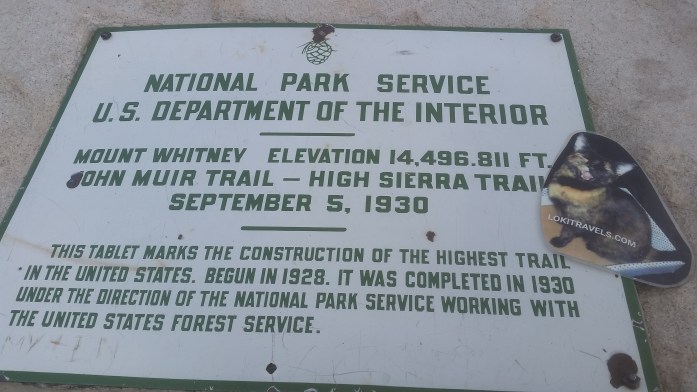 NATIONAL PARK SERVICE
U.S. DEPARTMENT OF THE INTERIOR
MOUNT WHITNEY ELEVATION 14,496.811 FT.
JOHN MUIR TRAIL — HIGH SIERRA TRAIL
SEPTEMBER 5, 1930
LOKITRAVELS.COM
THIS TABLET MARKS THE CONSTRUCTION OF THE HIGHEST TRAIL
IN THE UNITED STATES. BEGUN IN 1928. IT WAS COMPLETED IN 1930
UNDER THE DIRECTION OF THE NATIONAL PARK SERVICE WORKING WITH
THE UNITED STATES FOREST SERVICE.